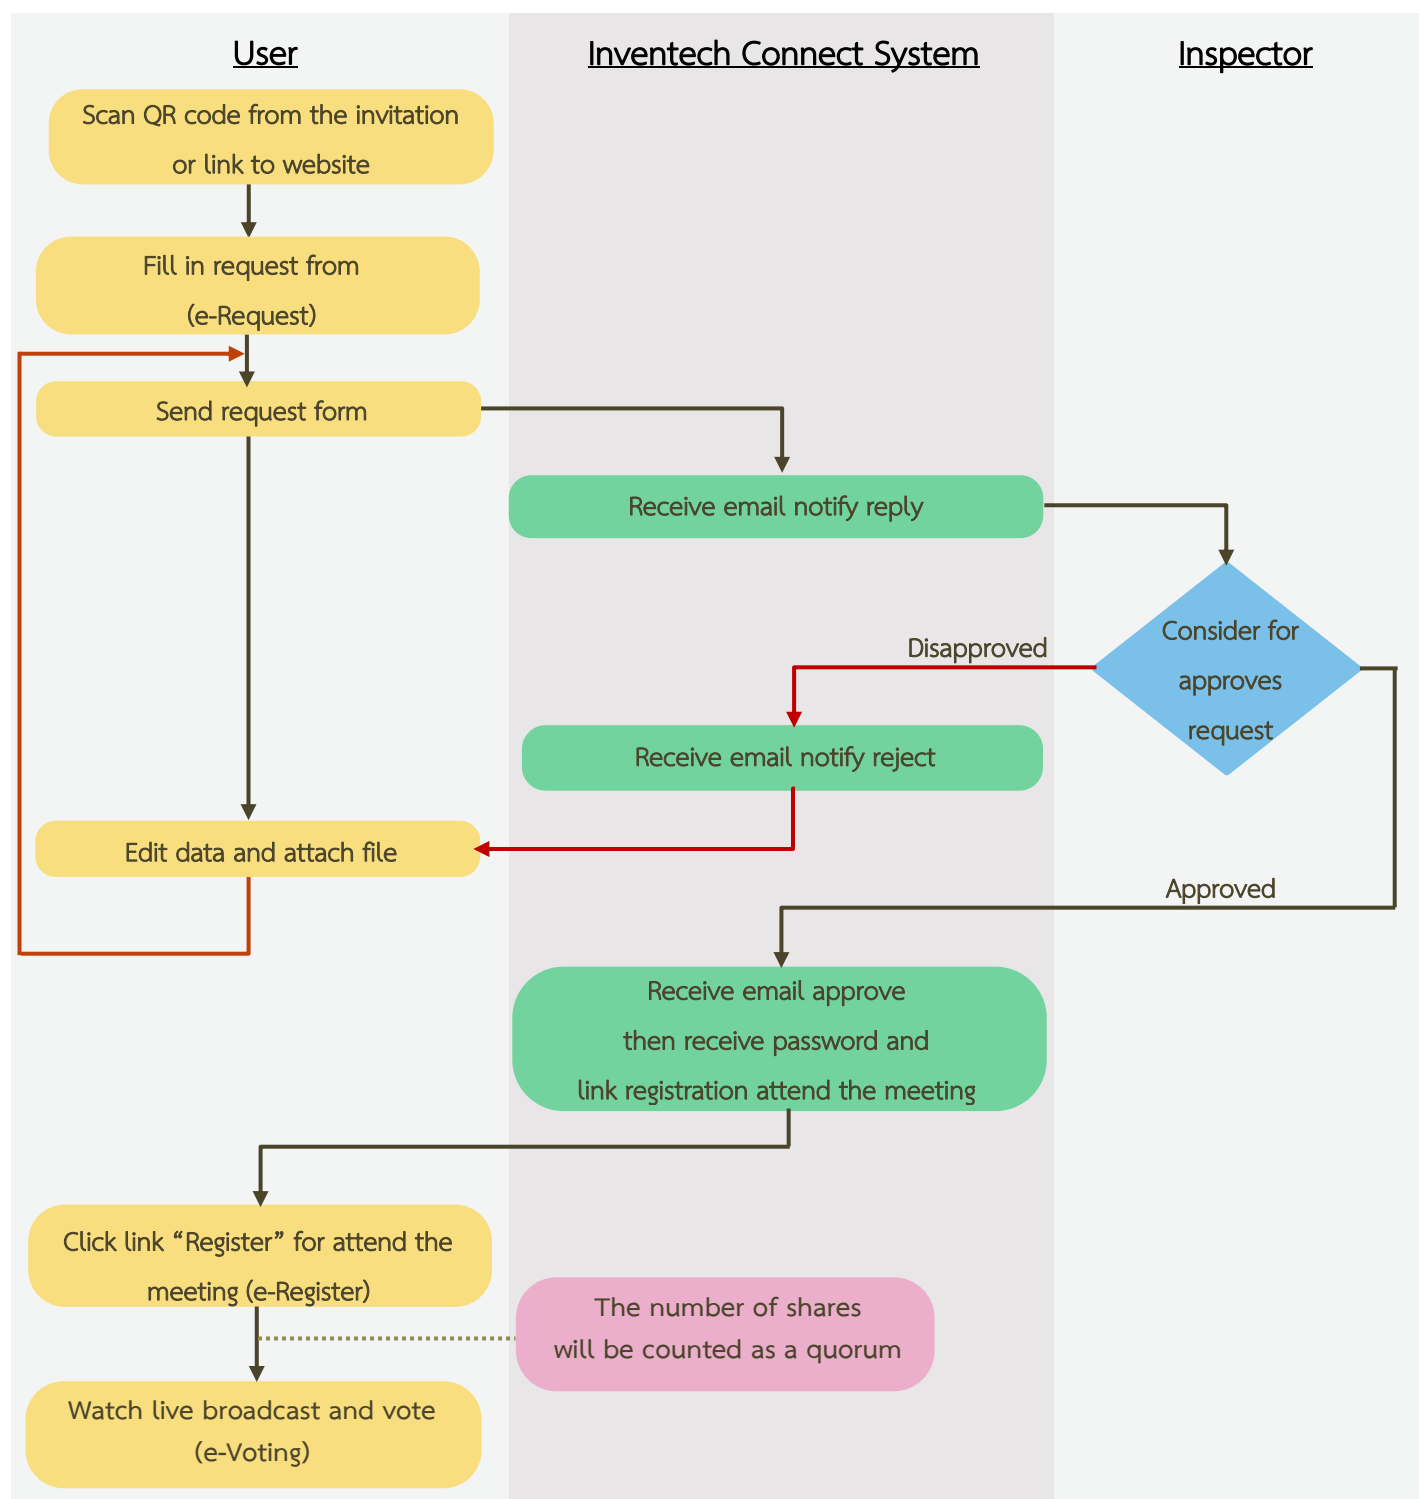 User
Inventech Connect System
Inspector
Scan QR code from the invitation
or link to website
Fill in request from
(e-Request)
Send request form
Receive email notify reply
Consider for
approves
request
Disapproved
Receive email notify reject
Edit data and attach file
Approved
Receive email approve
then receive password and
link registration attend the meeting
Click link “Register” for attend the
meeting (e-Register)
The number of shares
will be counted as a quorum
Watch live broadcast and vote
(e-Voting)